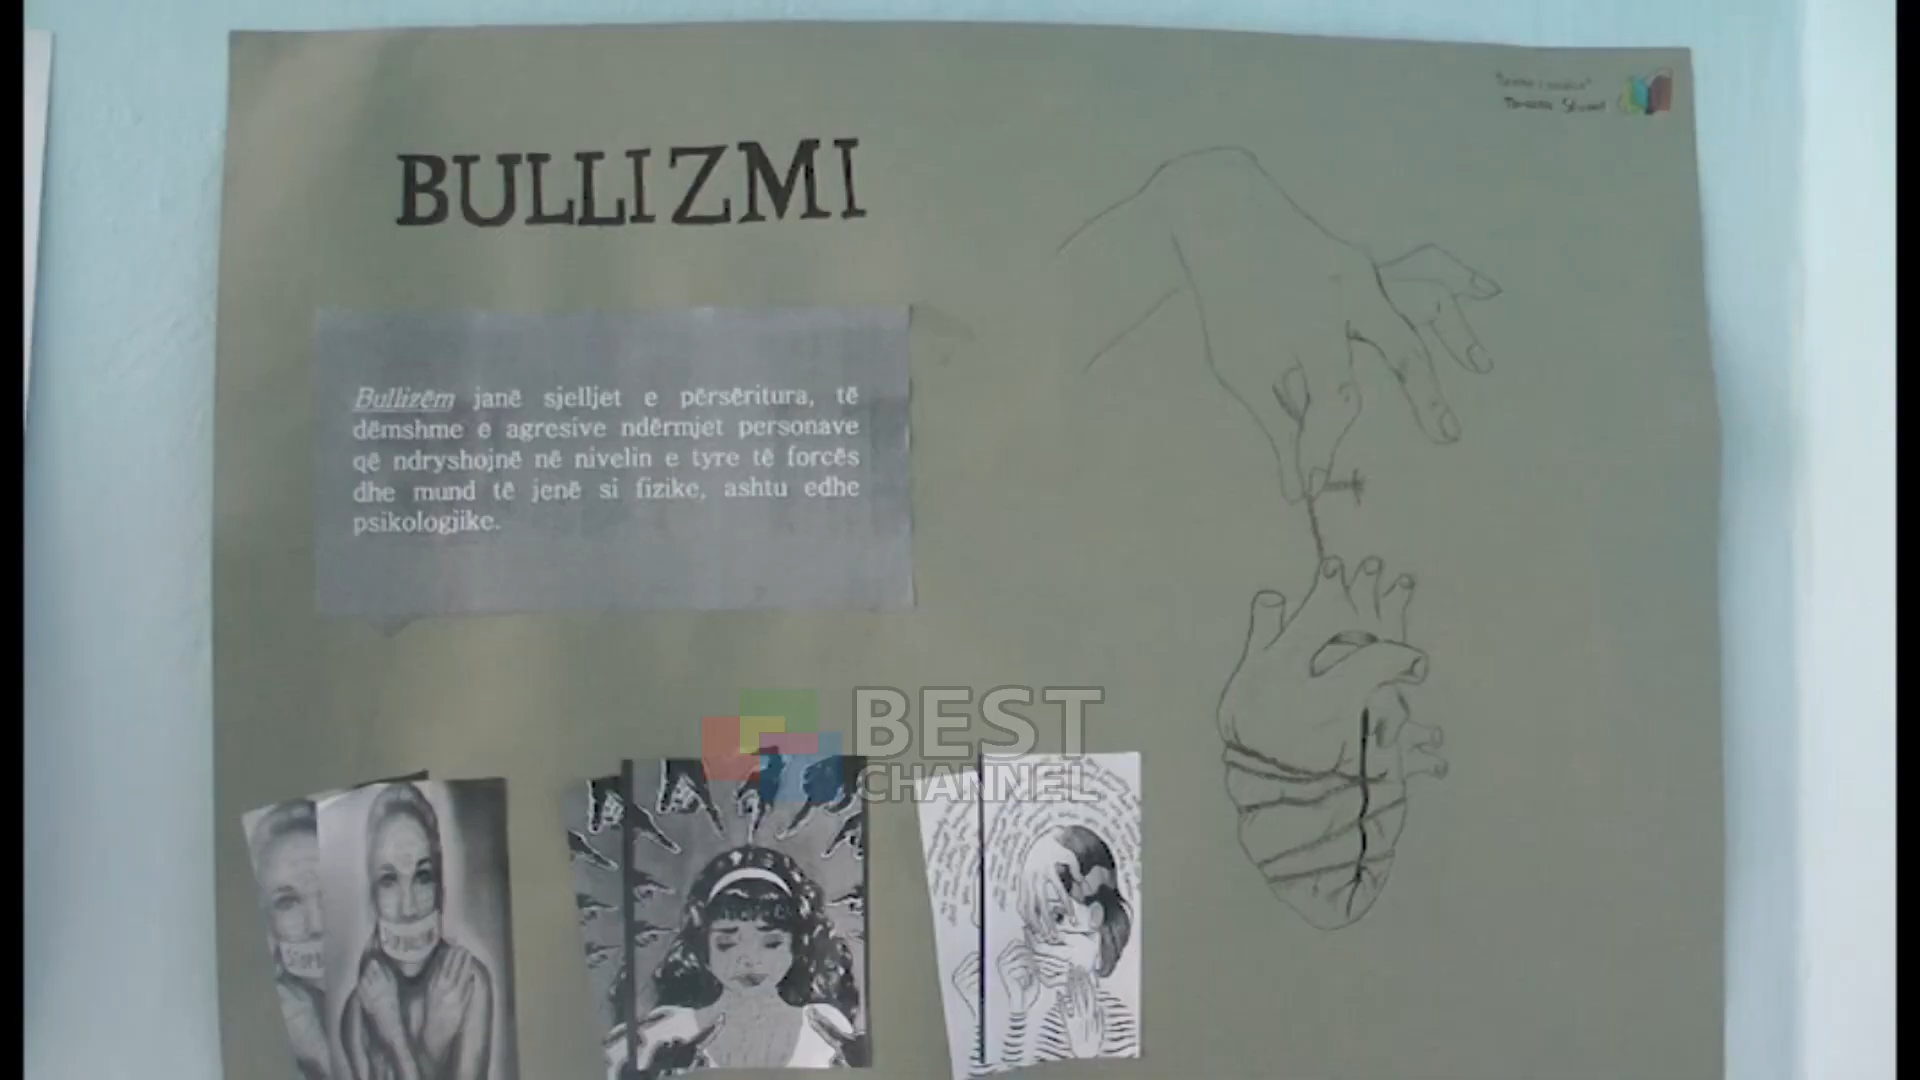 BULLIZMI
Bullizëm janë sjelljet e përsëritura, të
dëmshme e agresive ndërmjet personave
që ndryshojnë në nivelin e tyre të forcës
dhe mund të jenë si fizike, ashtu edhe
psikologjike.
BEST
CHANNEL